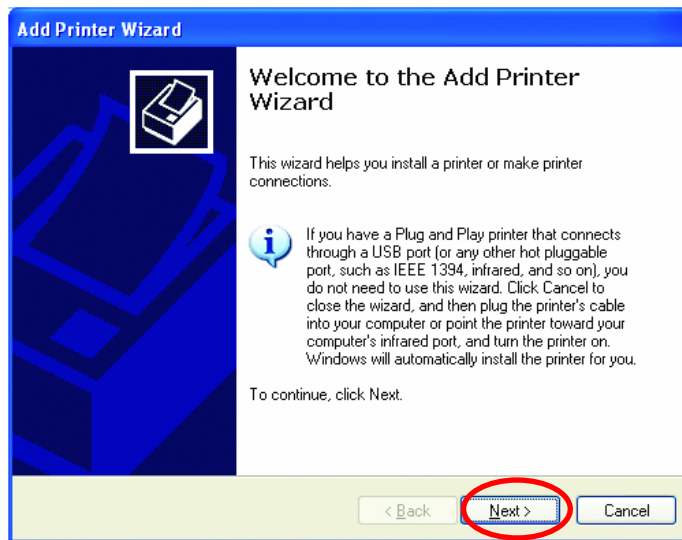 Add Printer Wizard
Welcome to the Add Printer
Wizard
This wizard helps you install a printer or make printer
connections.
If you have a Plug and Play printer that connects
through a USB port (or any other hot pluggable
port, such as IEEE 1394, infrared, and so on), you
do not need to use this wizard. Click Cancel to
close the wizard, and then plug the printer's cable
into your computer or point the printer toward your
computer's infrared port, and turn the printer on.
Windows will automatically install the printer for you.
To continue, click Next.
< Back Next > Cancel